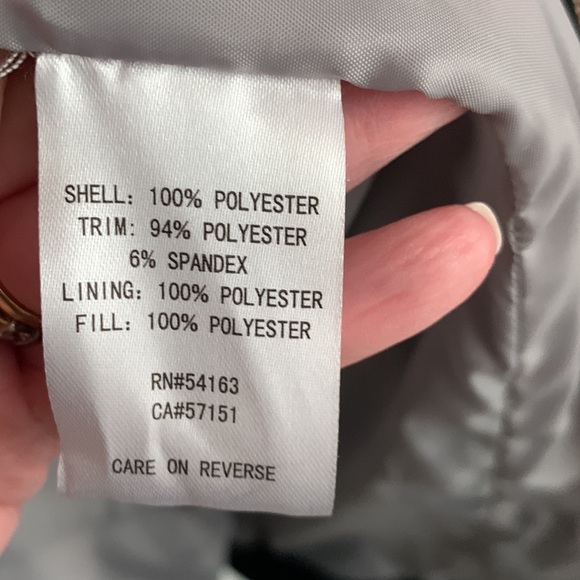 SHELL: 100% POLYESTER
TRIM: 94% POLYESTER
6% SPANDEX
LINING: 100% POLYESTER
FILL: 100% POLYESTER
RN#54163
CA#57151
CARE ON REVERSE